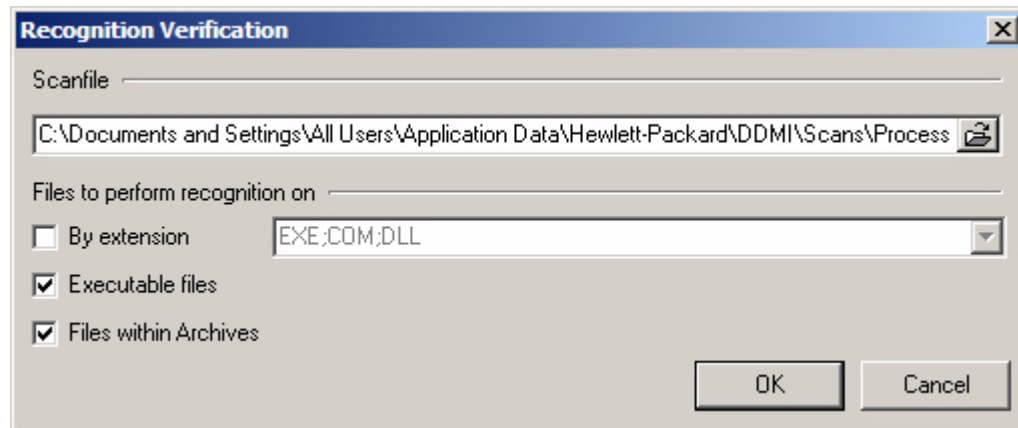 Recognition Verification
Scanfile
C:\Documents and Settings\All Users\Application Data\Hewlett-Packard\DDMI\Scans\Process
Files to perform recognition on
By extension EXE;COM;DLL
Executable files
Files within Archives
OK Cancel